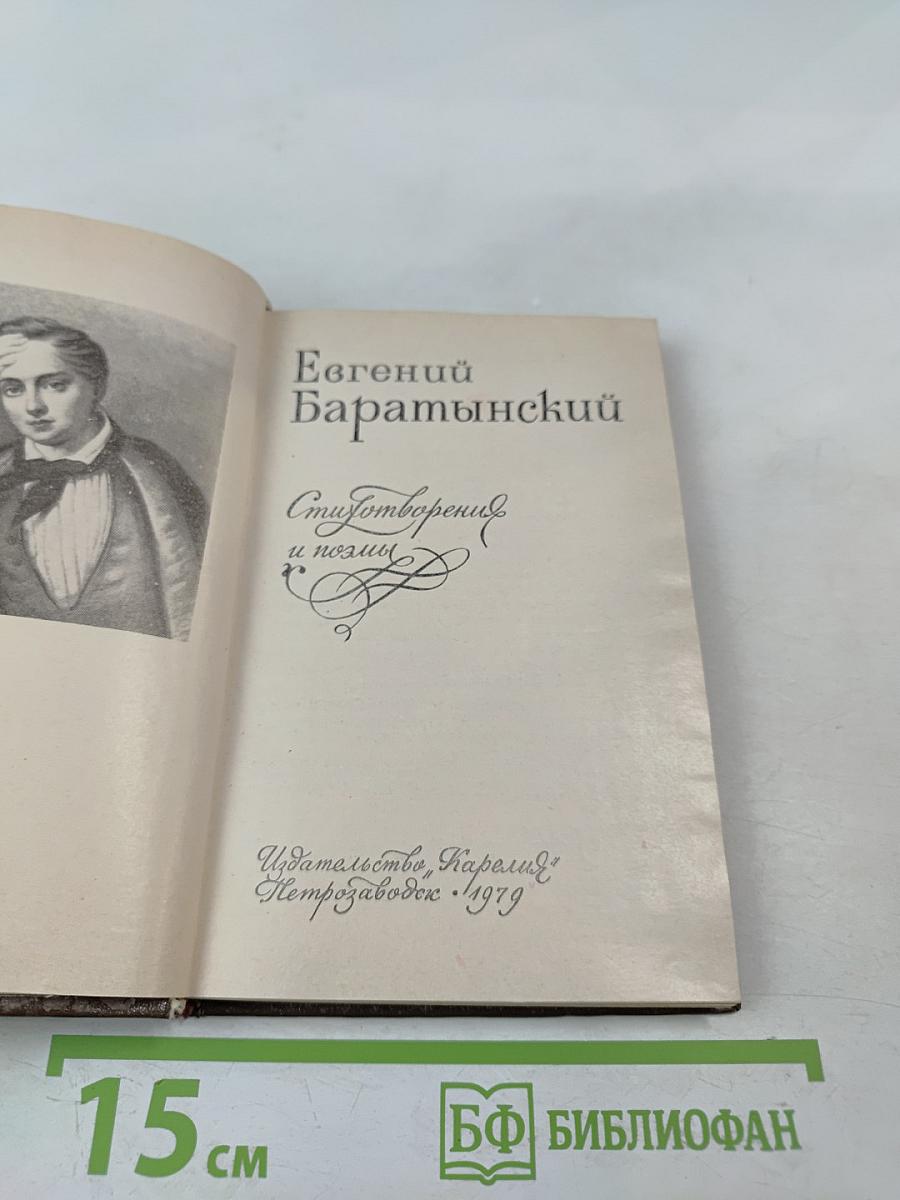 Евгений
Баратынский
Стихотворения
и поэмы
Издательство „Карелия“
Петрозаводск • 1979
15 см
БФ БИБЛИОФАН